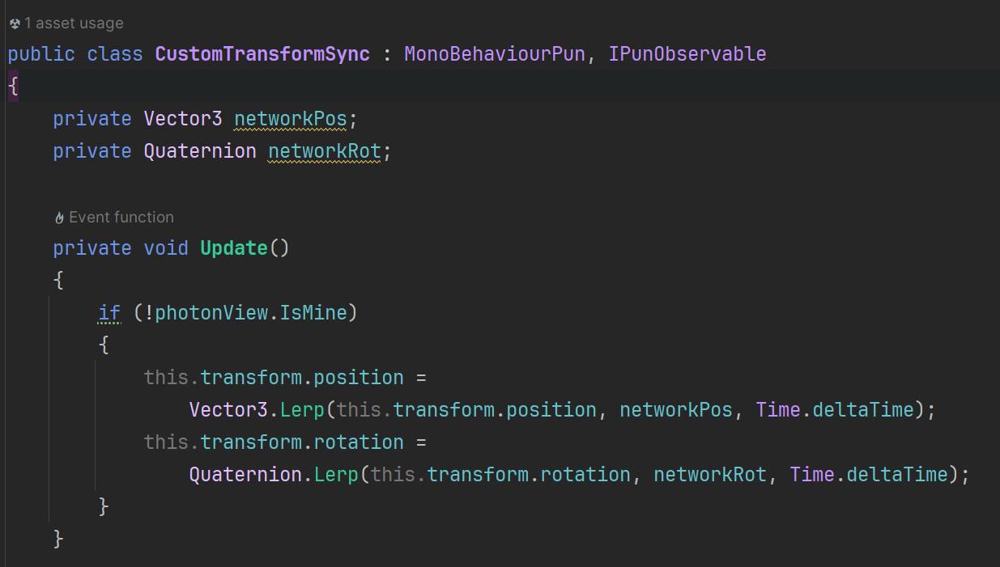 1 asset usage
public class CustomTransformSync : MonoBehaviourPun, IPunObservable
{
    private Vector3 networkPos;
    private Quaternion networkRot;
    Event function
    private void Update()
    {
        if (!photonView.IsMine)
        {
            this.transform.position =
                Vector3.Lerp(this.transform.position, networkPos, Time.deltaTime);
            this.transform.rotation =
                Quaternion.Lerp(this.transform.rotation, networkRot, Time.deltaTime);
        }
    }